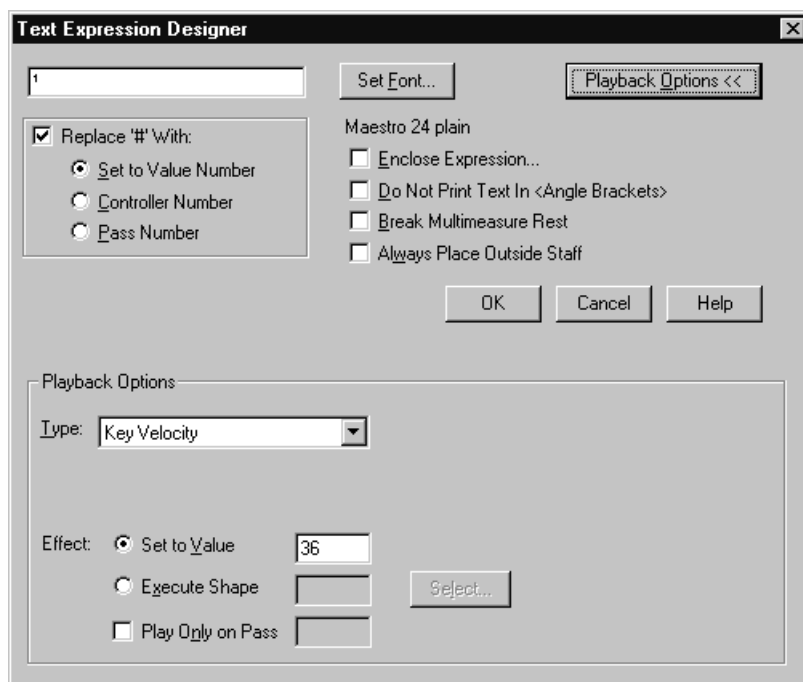 Text Expression Designer
¹
Set Font...
Playback Options <<
Replace '#' With:
Set to Value Number
Controller Number
Pass Number
Maestro 24 plain
Enclose Expression...
Do Not Print Text In <Angle Brackets>
Break Multimeasure Rest
Always Place Outside Staff
OK
Cancel
Help
Playback Options
Type:
Key Velocity
Effect:
Set to Value
36
Execute Shape
Select...
Play Only on Pass